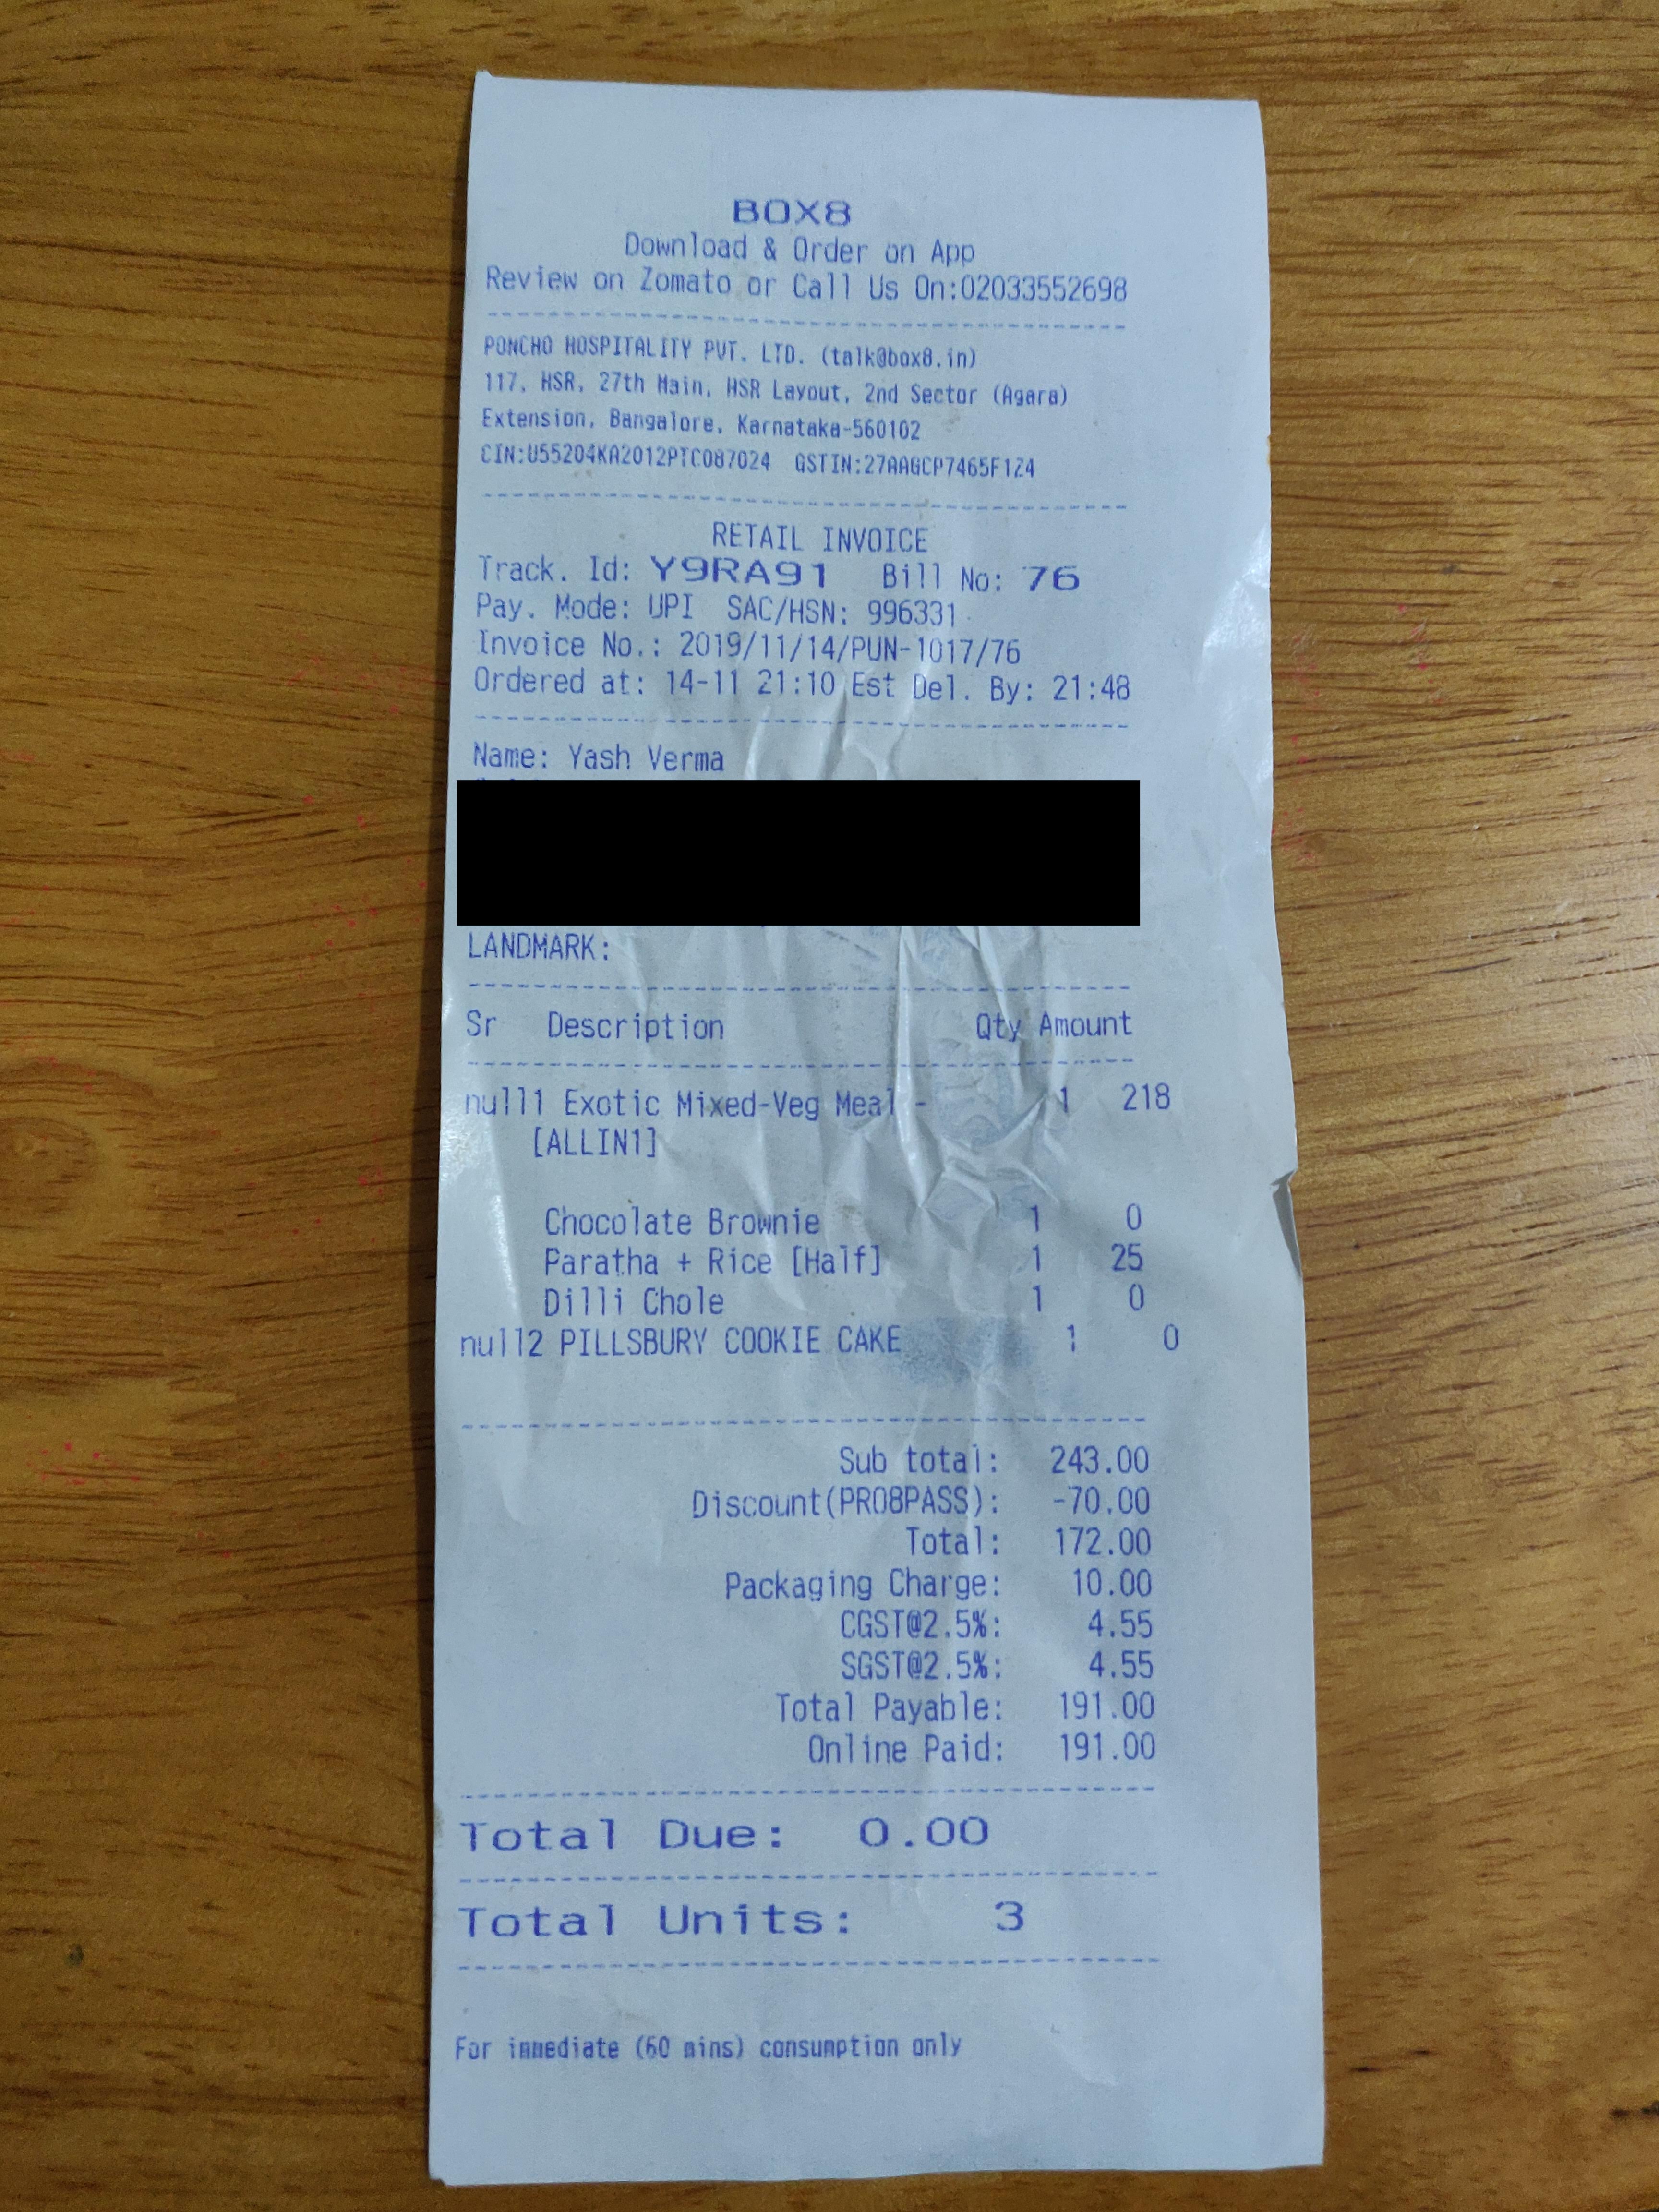 BOX8
Download & Order on App
Review on Zomato or Call Us On:02033552698
PONCHO HOSPITALITY PVT. LTD. (talk@box8.in)
117, HSR, 27th Main, HSR Layout, 2nd Sector (Agara)
Extension, Bangalore, Karnataka-560102
CIN:U55204KA2012PTC087024 GSTIN:27AAGCP7465F1Z4
RETAIL INVOICE
Track. Id: Y9RA91 Bill No: 76
Pay. Mode: UPI SAC/HSN: 996331
Invoice No.: 2019/11/14/PUN-1017/76
Ordered at: 14-11 21:10 Est Del. By: 21:48
Name: Yash Verma
LANDMARK:
Sr Description Qty Amount
null1 Exotic Mixed-Veg Meal - 1 218
[ALLIN1]
Chocolate Brownie 1 0
Paratha + Rice [Half] 1 25
Dilli Chole 1 0
null2 PILLSBURY COOKIE CAKE 1 0
Sub total: 243.00
Discount(PRO8PASS): -70.00
Total: 172.00
Packaging Charge: 10.00
CGST@2.5%: 4.55
SGST@2.5%: 4.55
Total Payable: 191.00
Online Paid: 191.00
Total Due: 0.00
Total Units: 3
For immediate (60 mins) consumption only